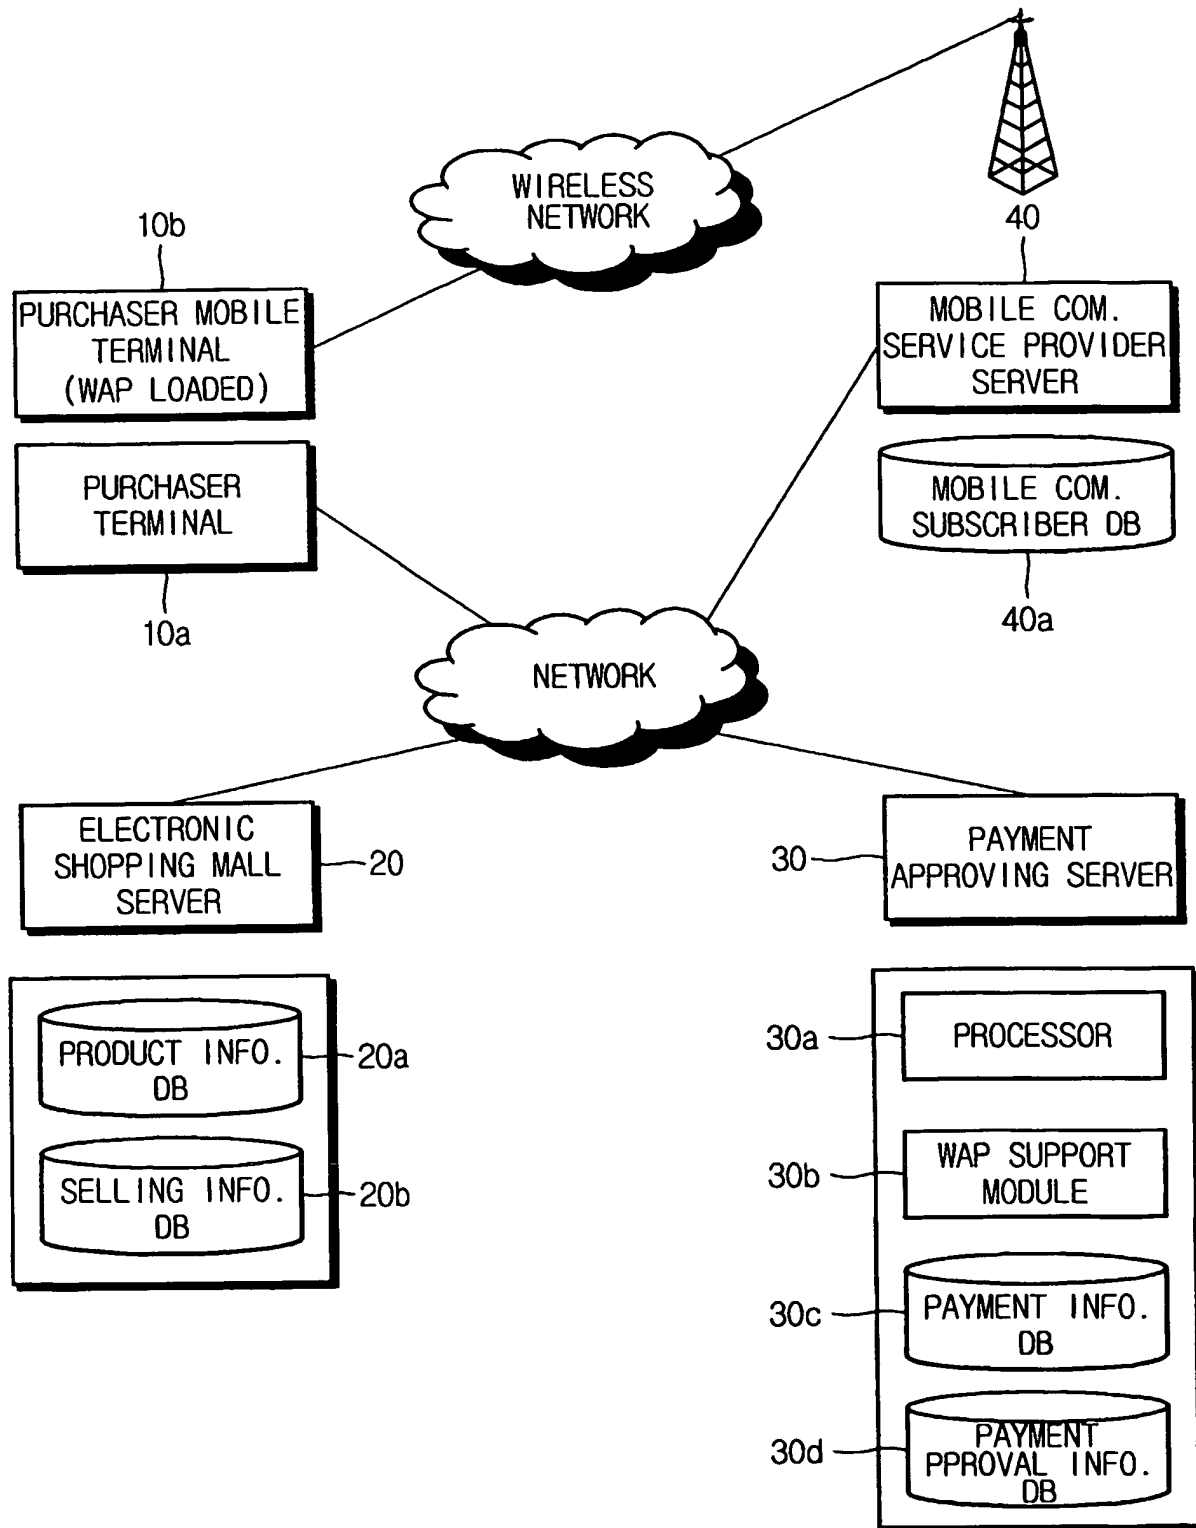 WIRELESS
NETWORK
10b
40
PURCHASER MOBILE
TERMINAL
(WAP LOADED)
MOBILE COM.
SERVICE PROVIDER
SERVER
PURCHASER
TERMINAL
MOBILE COM.
SUBSCRIBER DB
10a
40a
NETWORK
ELECTRONIC
SHOPPING MALL
SERVER
20
30
PAYMENT
APPROVING SERVER
PRODUCT INFO.
DB
20a
30a
PROCESSOR
SELLING INFO.
DB
20b
30b
WAP SUPPORT
MODULE
30c
PAYMENT INFO.
DB
30d
PAYMENT
PPROVAL INFO.
DB